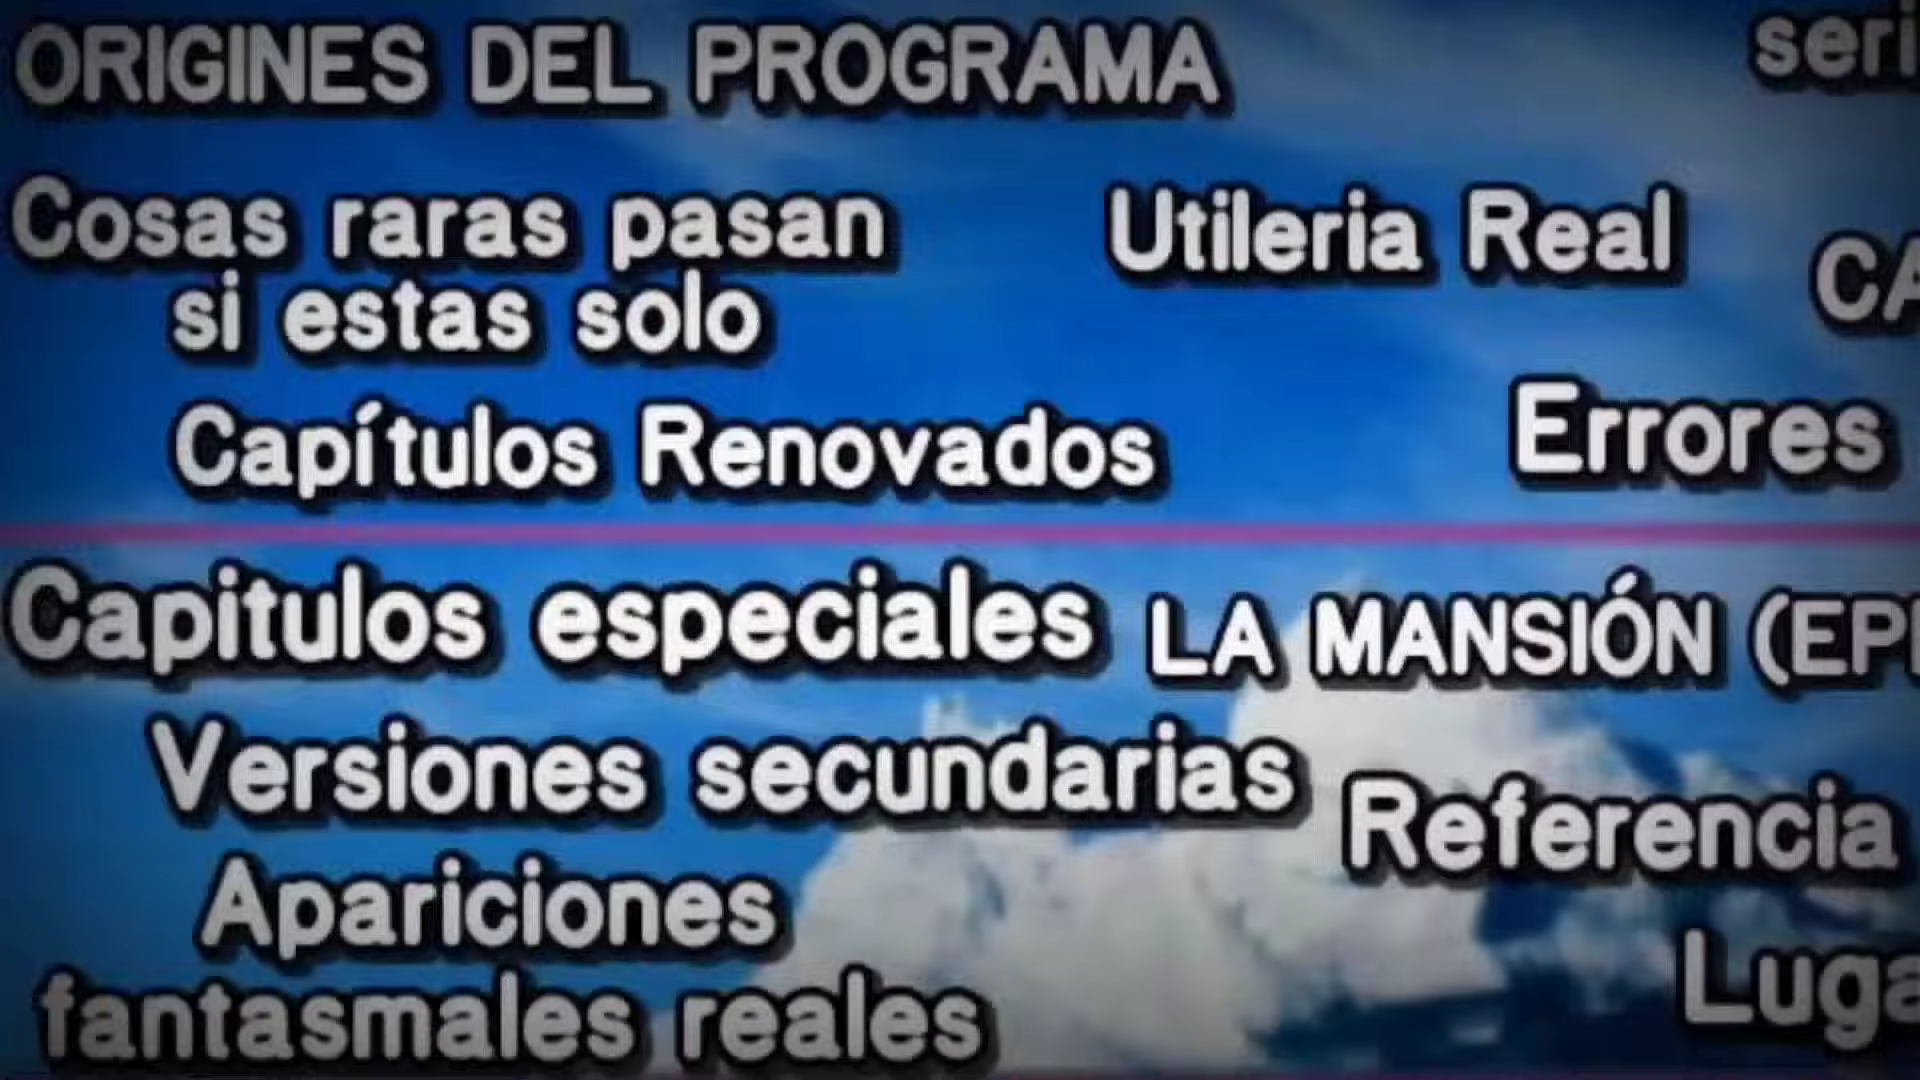 ORIGINES DEL PROGRAMA
Cosas raras pasan
si estas solo
Utileria Real
Capítulos Renovados
Errores
Capitulos especiales
LA MANSIÓN
Versiones secundarias
Referencia
Apariciones
fantasmales reales